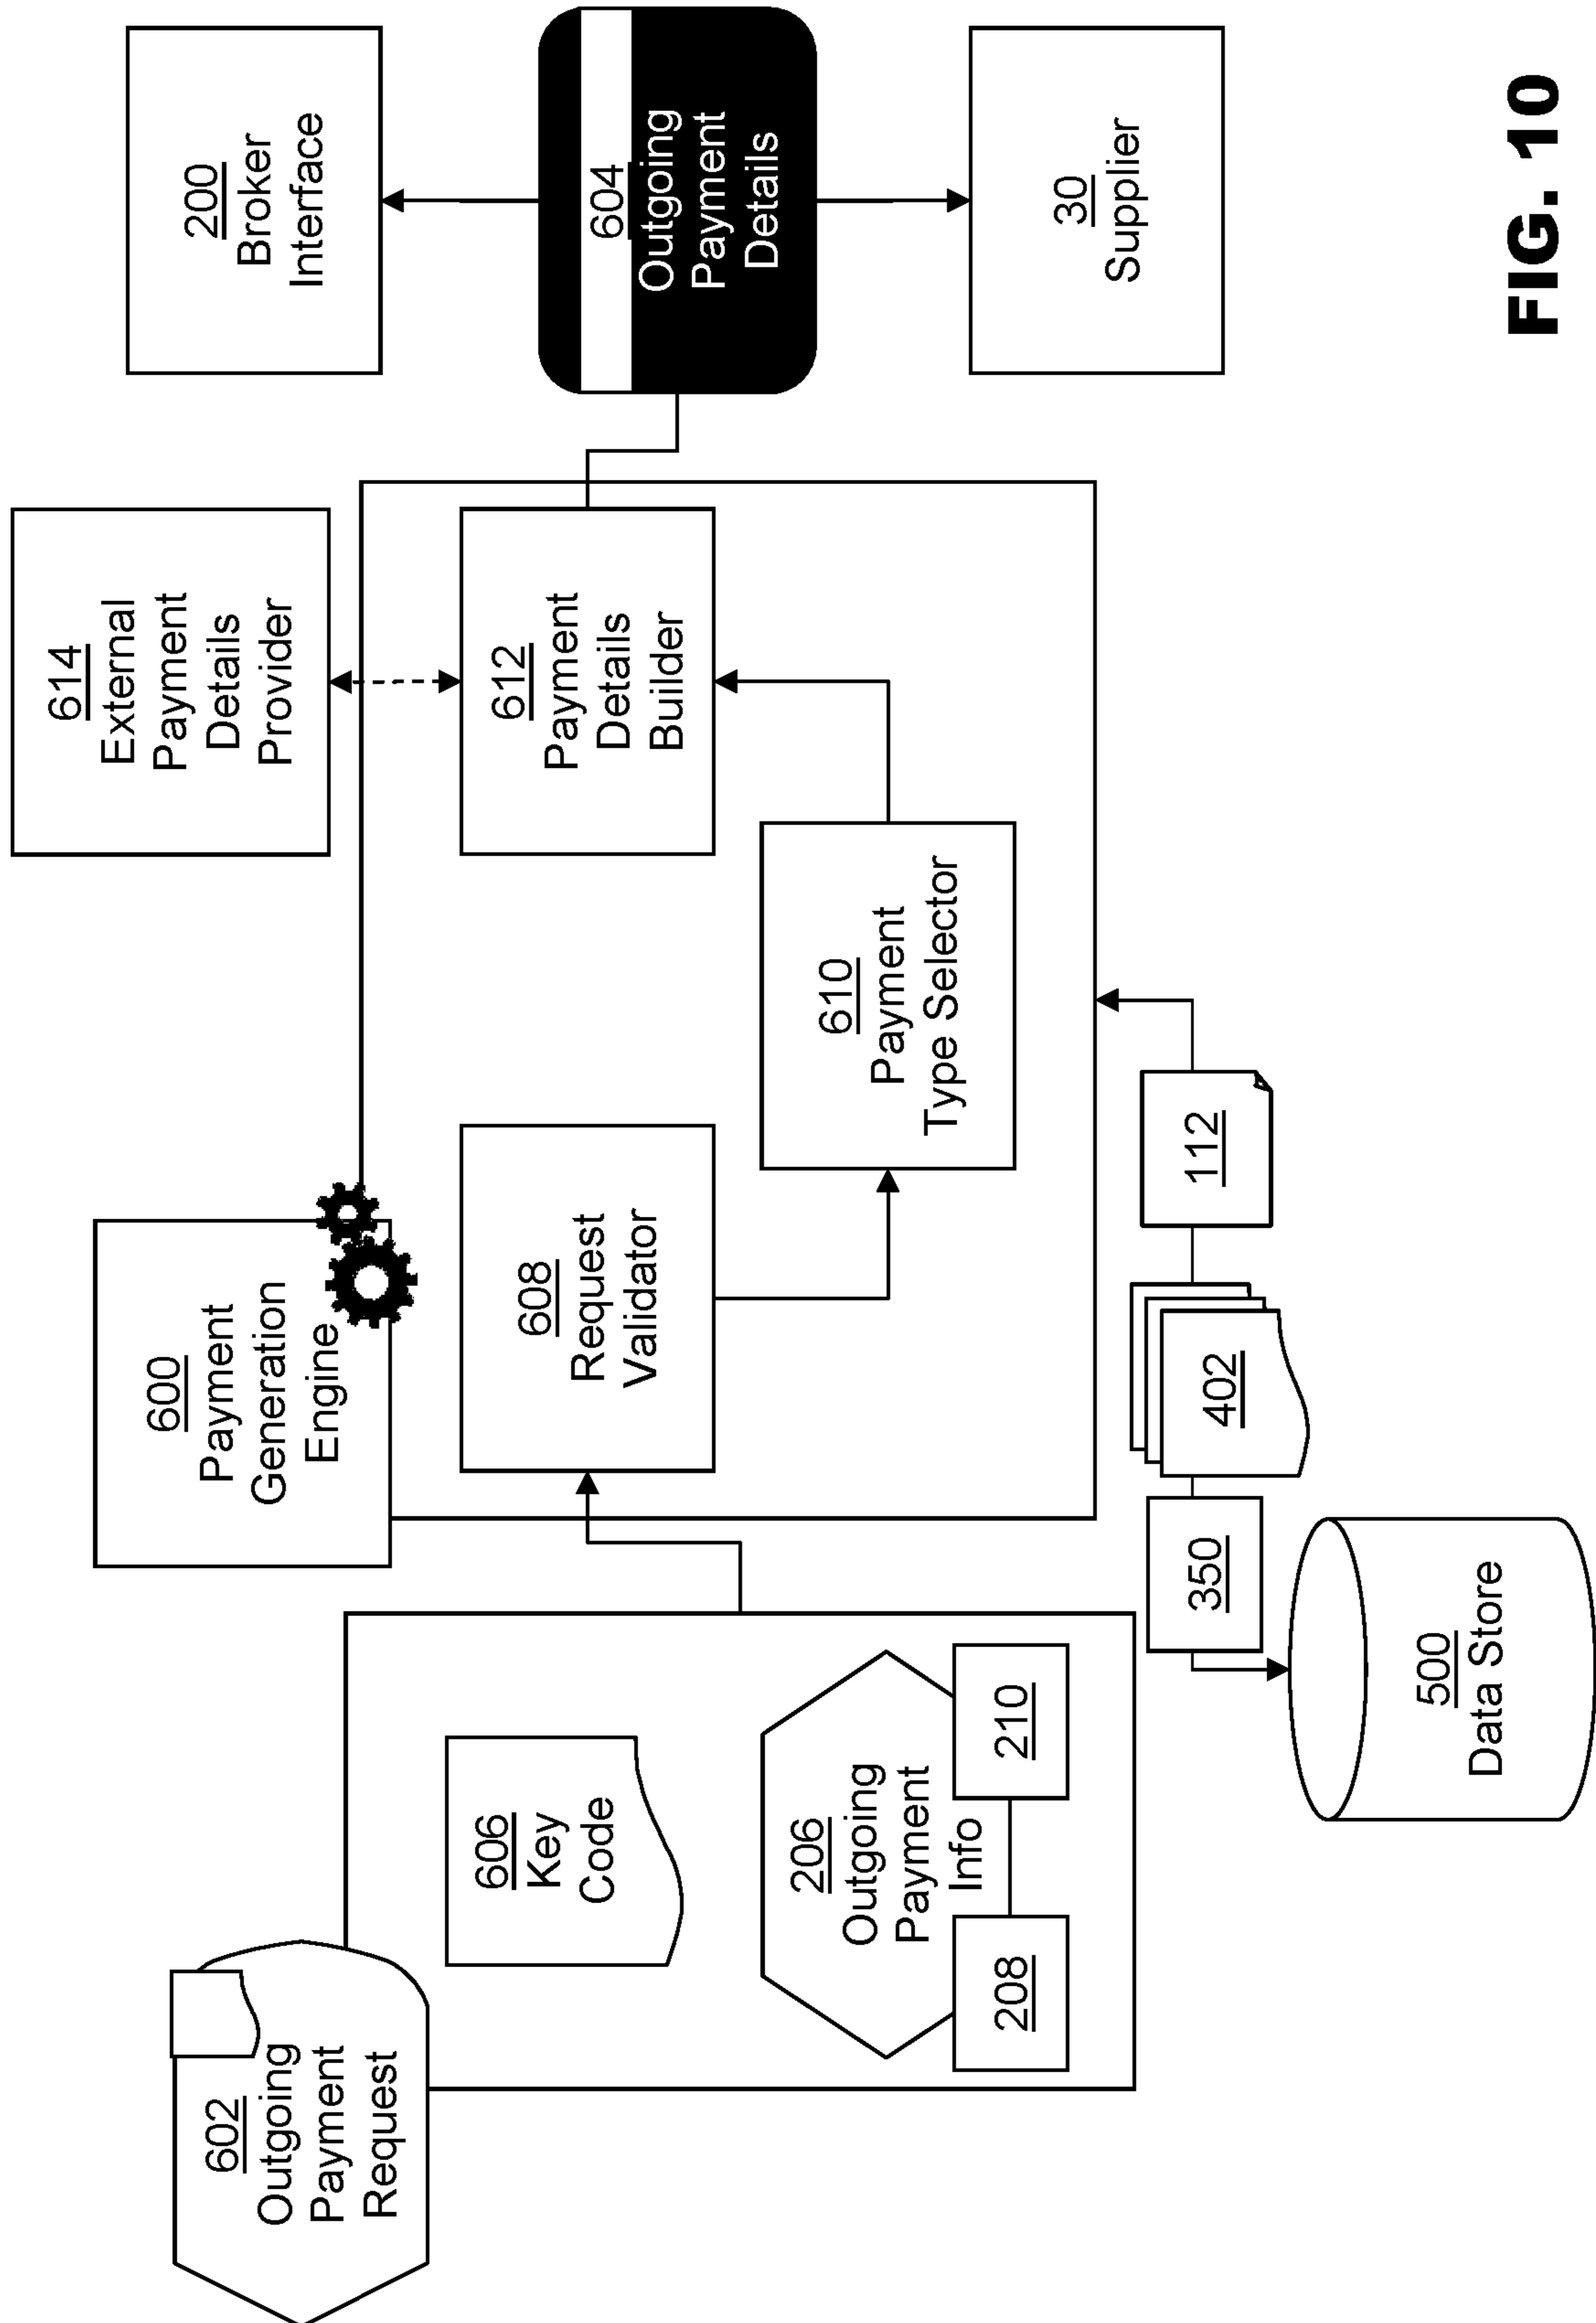 602
Outgoing
Payment
Request
606
Key
Code
206
Outgoing
Payment
Info
208
210
600
Payment
Generation
Engine
608
Request
Validator
610
Payment
Type Selector
612
Payment
Details
Builder
614
External
Payment
Details
Provider
350
402
112
500
Data Store
200
Broker
Interface
604
Outgoing
Payment
Details
30
Supplier
FIG. 10